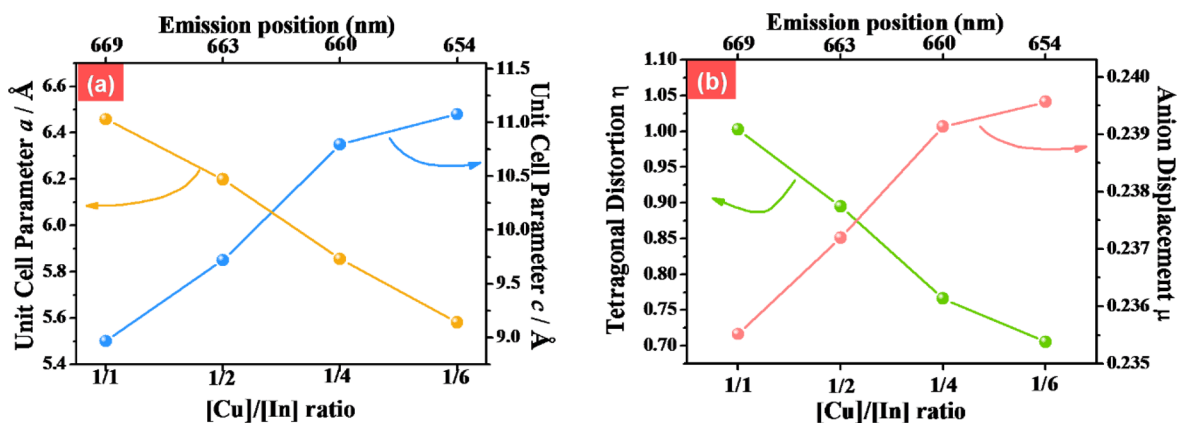 Emission position (nm)
669 663 660 654
(a)
Unit Cell Parameter a / Å
6.6
6.4
6.2
6.0
5.8
5.6
5.4
11.5
11.0
10.5
10.0
9.5
9.0
Unit Cell Parameter c / Å
1/1 1/2 1/4 1/6
[Cu]/[In] ratio
Emission position (nm)
669 663 660 654
(b)
Tetragonal Distortion η
1.10
1.05
1.00
0.95
0.90
0.85
0.80
0.75
0.70
0.240
0.239
0.238
0.237
0.236
0.235
Anion Displacement μ
1/1 1/2 1/4 1/6
[Cu]/[In] ratio